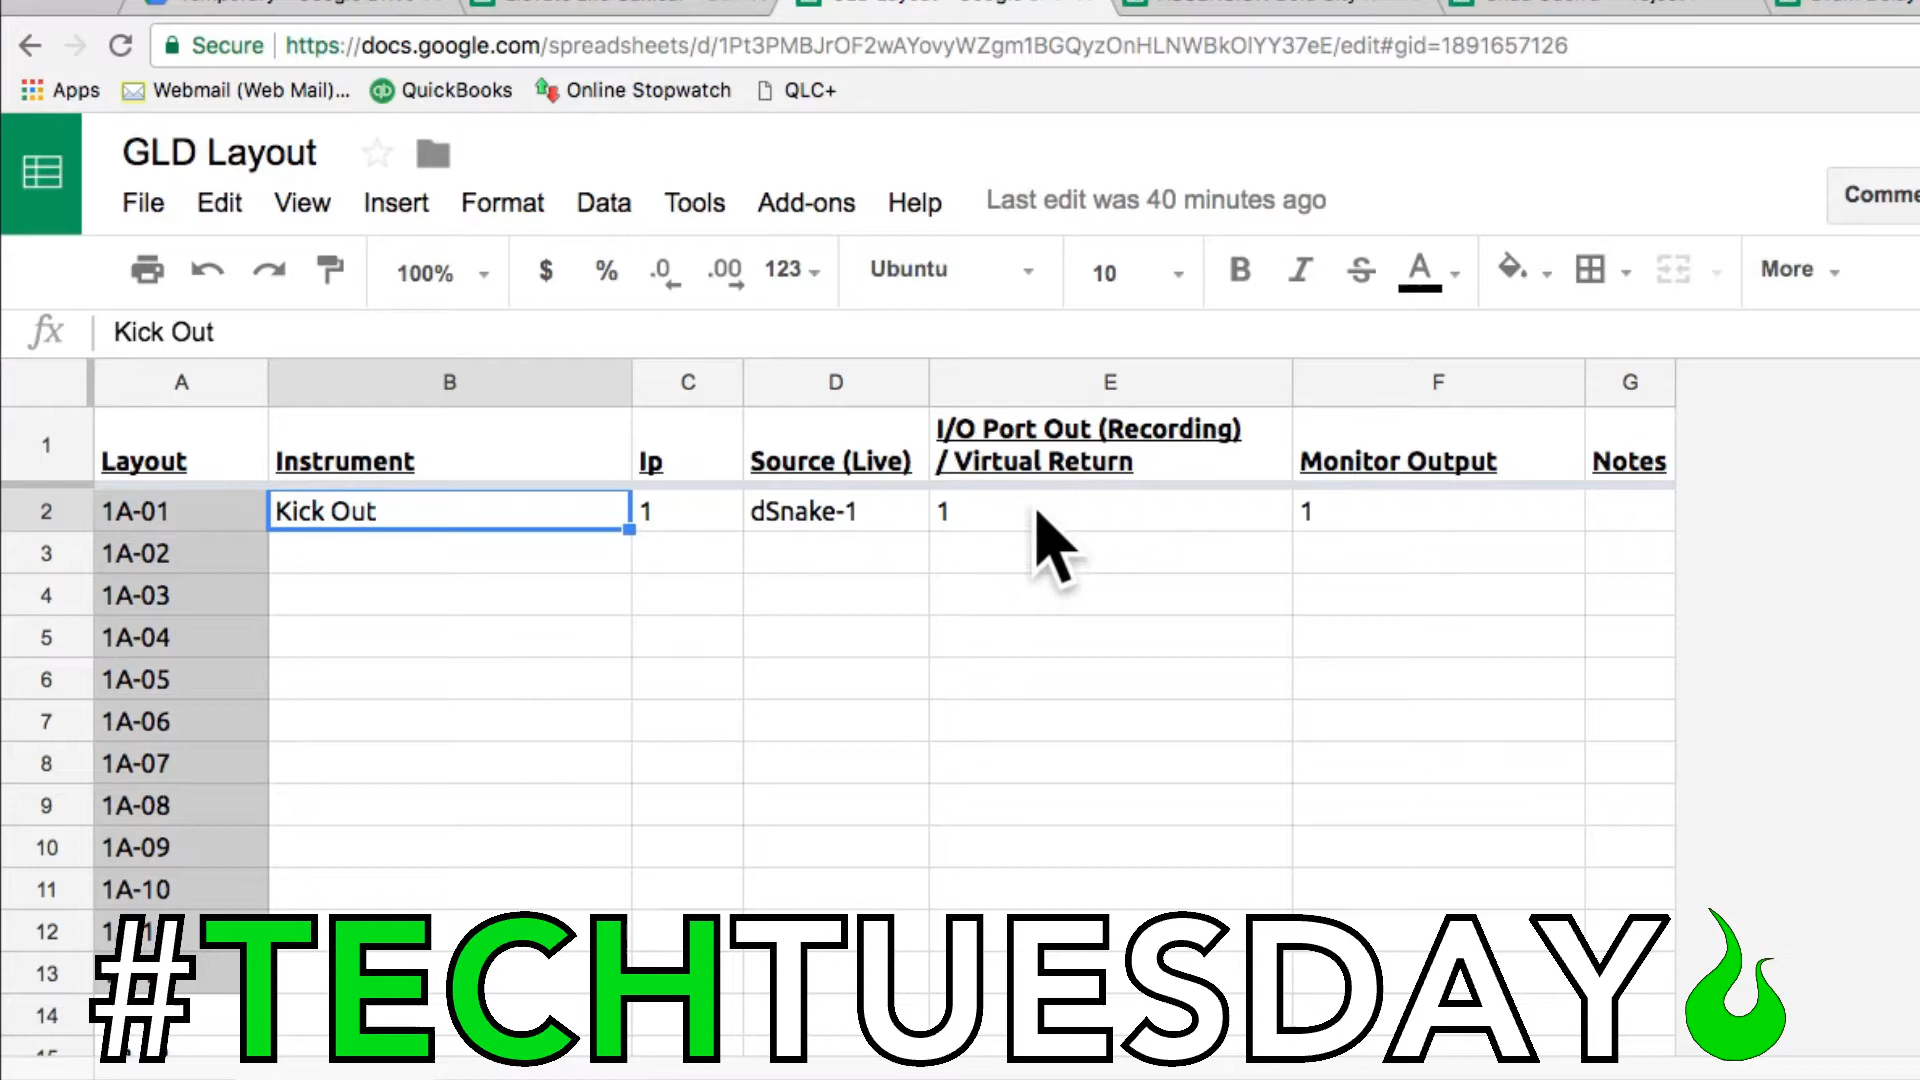 Secure https://docs.google.com/spreadsheets/d/1Pt3PMBJrOF2wAYovyWZgm1BGQyzOnHLNWBkOlYY37eE/edit#gid=1891657126
Apps Webmail (Web Mail)... QuickBooks Online Stopwatch QLC+
GLD Layout
File Edit View Insert Format Data Tools Add-ons Help Last edit was 40 minutes ago Comme
100% $ % .0 .00 123 Ubuntu 10 B I S A More
fx Kick Out
A B C D E F G
1 Layout Instrument Ip Source (Live) I/O Port Out (Recording) / Virtual Return Monitor Output Notes
2 1A-01 Kick Out 1 dSnake-1 1 1
3 1A-02
4 1A-03
5 1A-04
6 1A-05
7 1A-06
8 1A-07
9 1A-08
10 1A-09
11 1A-10
12
13
14
#TECHTUESDAY